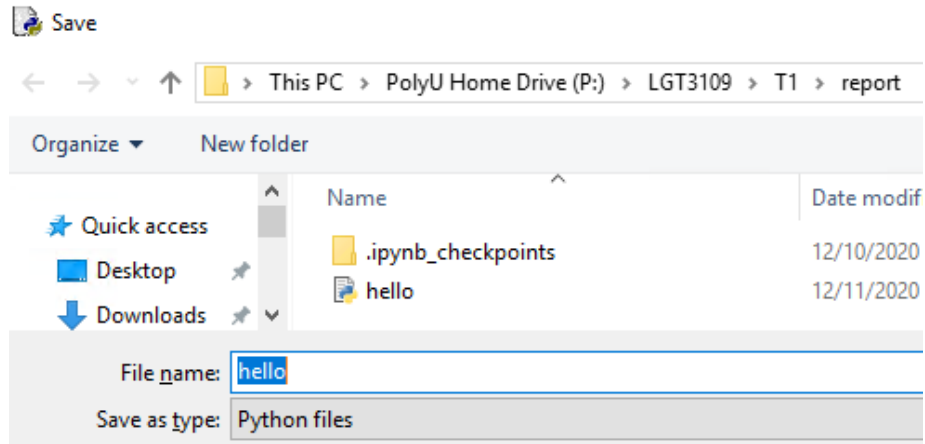 Save
This PC > PolyU Home Drive (P:) > LGT3109 > T1 > report
Organize New folder
Name Date modif
Quick access
.ipynb_checkpoints 12/10/2020
Desktop
hello 12/11/2020
Downloads
File name: hello
Save as type: Python files